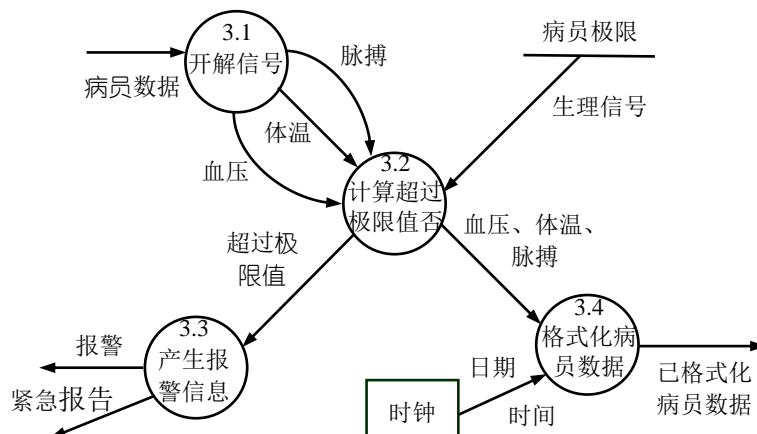 3.1
开解信号
病员数据
脉搏
体温
血压
病员极限
生理信号
3.2
计算超过
极限值否
超过极
限值
血压、体温、
脉搏
3.3
产生报
警信息
报警
紧急报告
3.4
格式化病
员数据
日期
时钟
时间
已格式化
病员数据